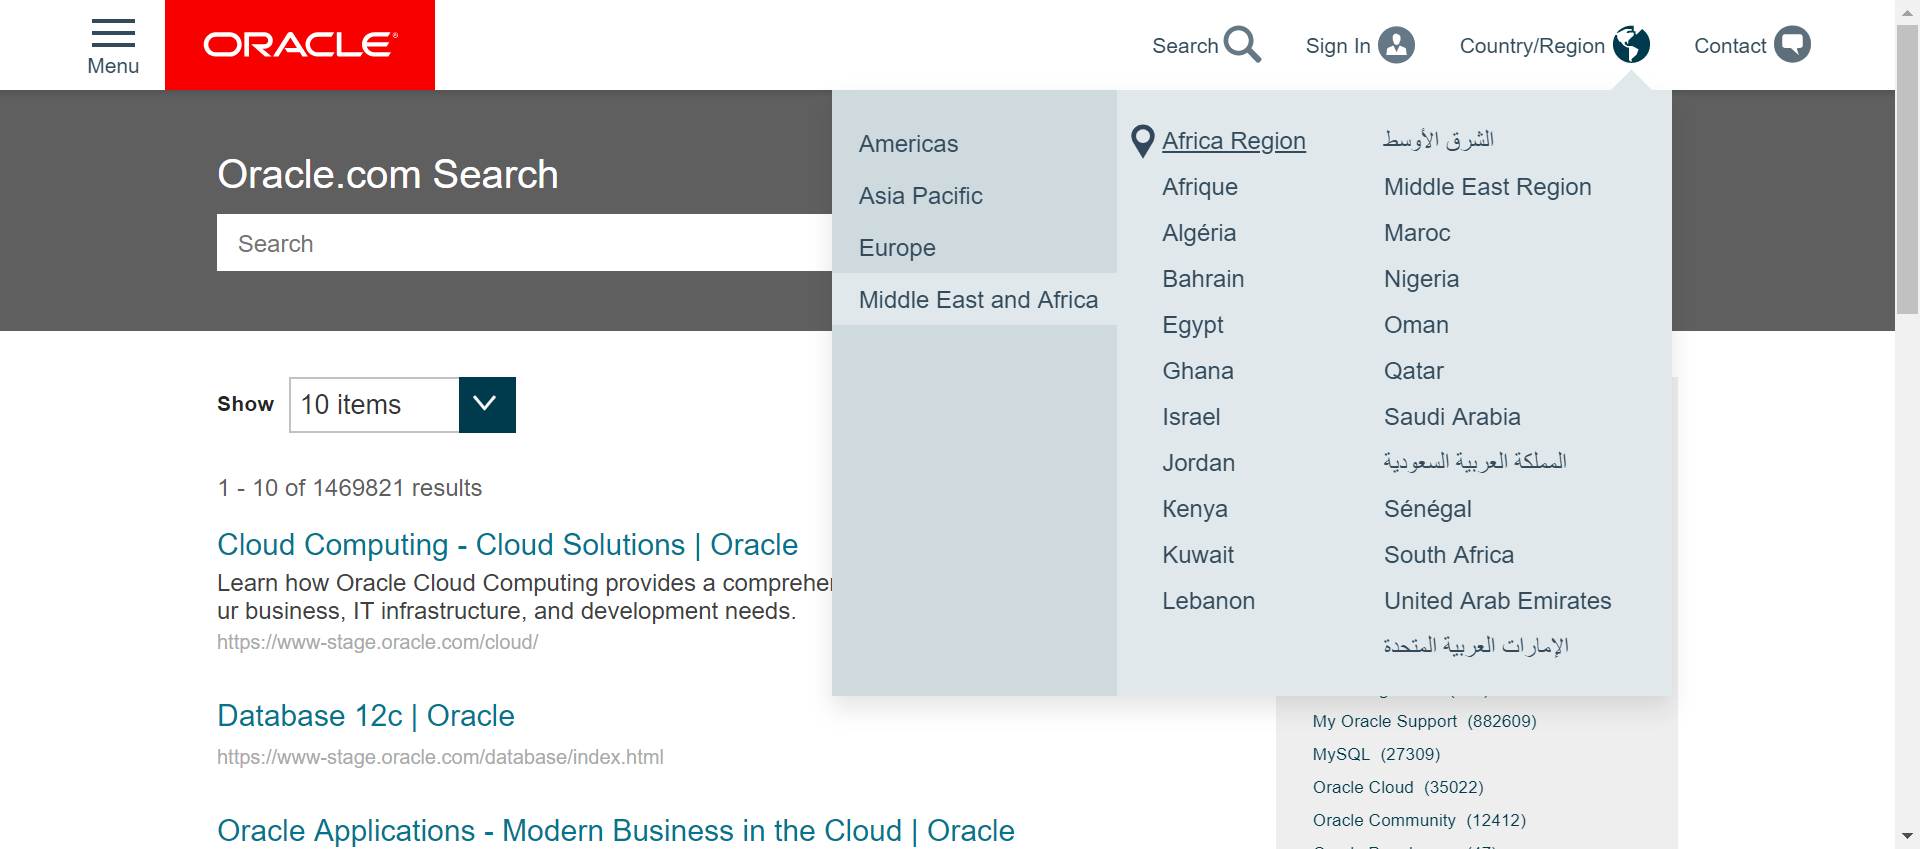 Menu
ORACLE®
Search
Sign In
Country/Region
Contact
Oracle.com Search
Search
Americas
Asia Pacific
Europe
Middle East and Africa
Africa Region
Afrique
Algéria
Bahrain
Egypt
Ghana
Israel
Jordan
Kenya
Kuwait
Lebanon
الشرق الأوسط
Middle East Region
Maroc
Nigeria
Oman
Qatar
Saudi Arabia
المملكة العربية السعودية
Sénégal
South Africa
United Arab Emirates
الإمارات العربية المتحدة
Show
10 items
1 - 10 of 1469821 results
Cloud Computing - Cloud Solutions | Oracle
Learn how Oracle Cloud Computing provides a
ur business, IT infrastructure, and development needs.
https://www-stage.oracle.com/cloud/
Database 12c | Oracle
https://www-stage.oracle.com/database/index.html
Oracle Applications - Modern Business in the Cloud | Oracle
My Oracle Support (882609)
MySQL (27309)
Oracle Cloud (35022)
Oracle Community (12412)